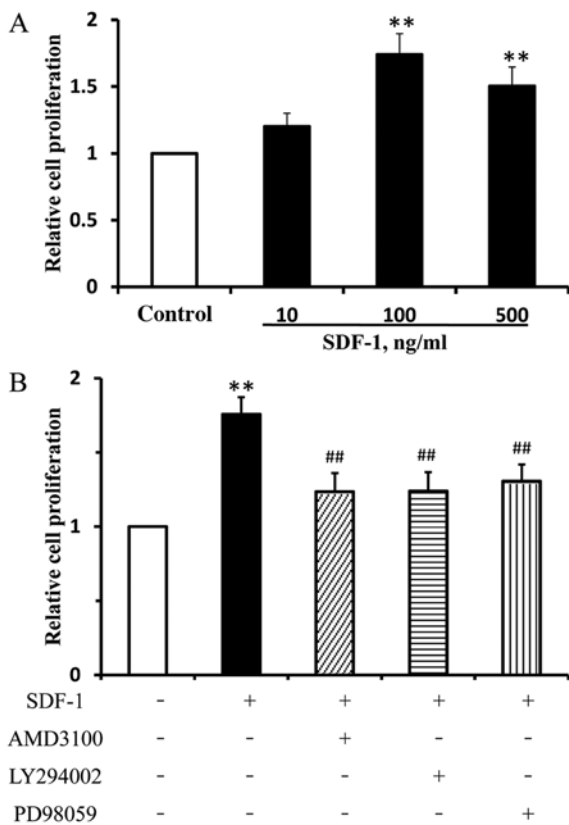 A
2
**
**
1.5
1
0.5
0
Relative cell proliferation
Control 10 100 500
SDF-1, ng/ml
B
2
**
##
##
##
1
1
0
Relative cell proliferation
SDF-1 - + + + +
AMD3100 - - + - -
LY294002 - - - + -
PD98059 - - - - +